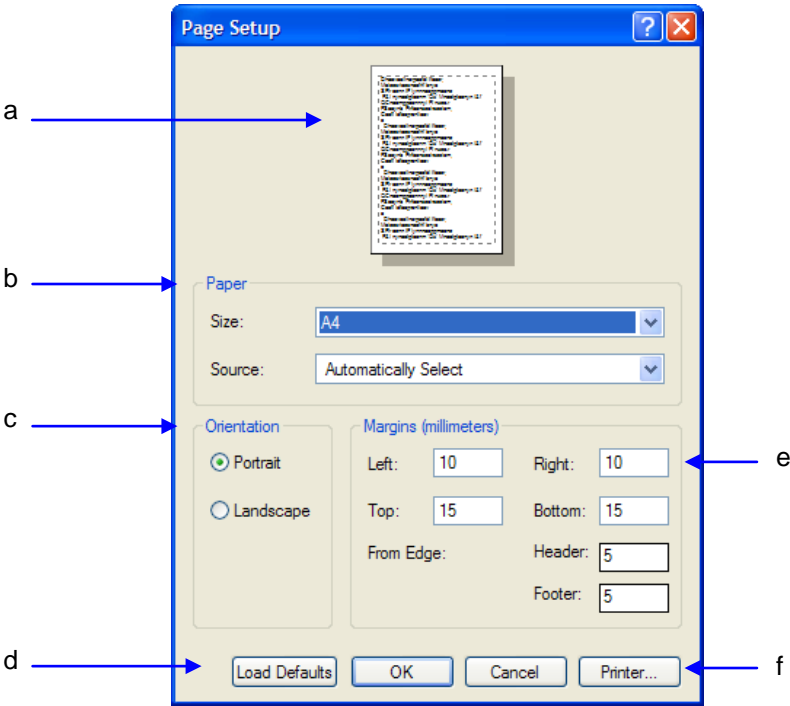 Page Setup
a
b
Paper
Size: A4
Source: Automatically Select
c
Orientation Margins (millimeters)
Portrait Left: 10 Right: 10 e
Landscape Top: 15 Bottom: 15
From Edge: Header: 5
Footer: 5
d Load Defaults OK Cancel Printer... f